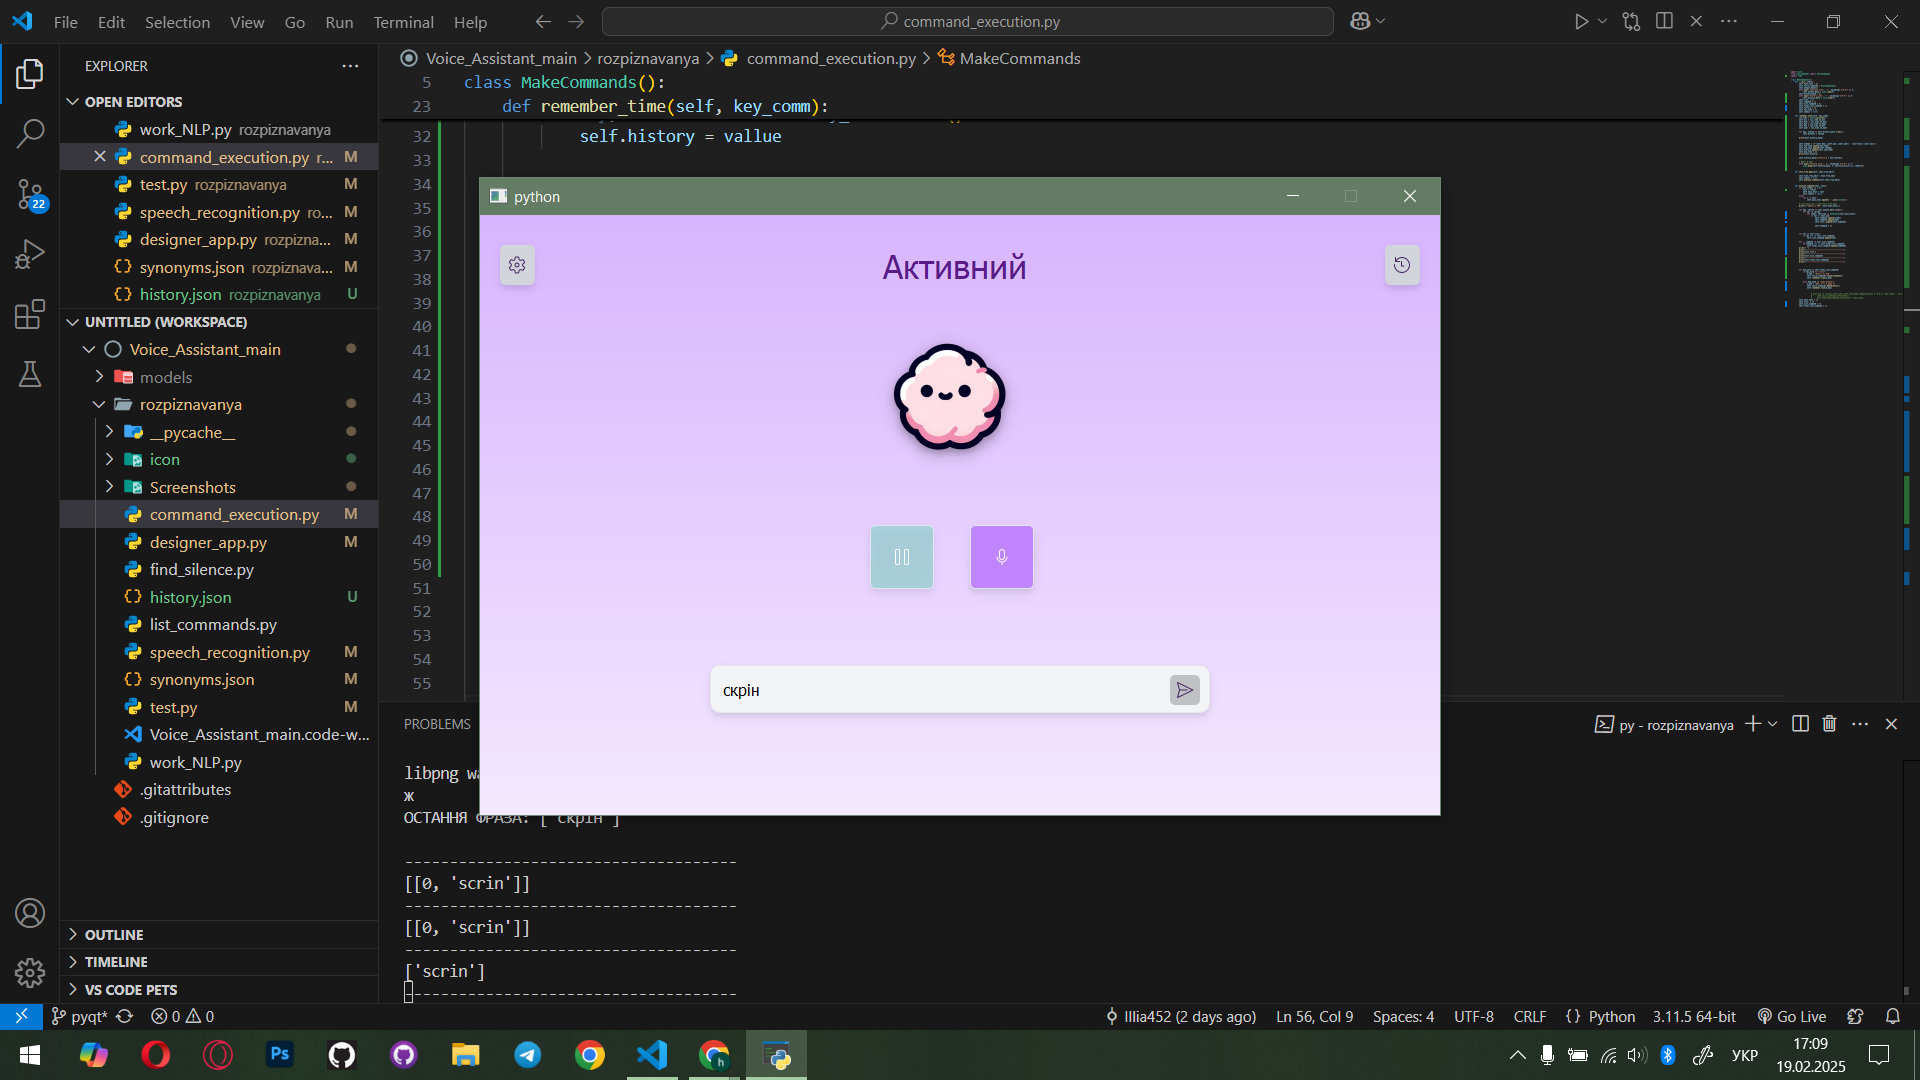 File Edit Selection View Go Run Terminal Help
command_execution.py
EXPLORER
OPEN EDITORS
work_NLP.py rozpiznavanya
command_execution.py r... M
test.py rozpiznavanya M
speech_recognition.py ro... M
designer_app.py rozpizna... M
synonyms.json rozpiznava... M
history.json rozpiznavanya U
UNTITLED (WORKSPACE)
Voice_Assistant_main
models
rozpiznavanya
__pycache__
icon
Screenshots
command_execution.py M
designer_app.py M
find_silence.py
history.json U
list_commands.py
speech_recognition.py M
synonyms.json M
test.py M
Voice_Assistant_main.code-w...
work_NLP.py
.gitattributes
.gitignore
OUTLINE
TIMELINE
VS CODE PETS
22
Voice_Assistant_main > rozpiznavanya > command_execution.py > MakeCommands
5 class MakeCommands():
23 def remember_time(self, key_comm):
32 self.history = vallue
33
34
35
36
37
38
39
40
41
42
43
44
45
46
47
48
49
50
51
52
53
54
55
python
Активний
скрін
PROBLEMS
py - rozpiznavanya
libpng
ж
ОСТАННЯ ФРАЗА: ['скрін']
-------------------------------------
[[0, 'scrin']]
-------------------------------------
[[0, 'scrin']]
-------------------------------------
['scrin']
-------------------------------------
pyqt* 0 0
Illia452 (2 days ago) Ln 56, Col 9 Spaces: 4 UTF-8 CRLF {} Python 3.11.5 64-bit Go Live
Ps
h
УКР
17:09
19.02.2025